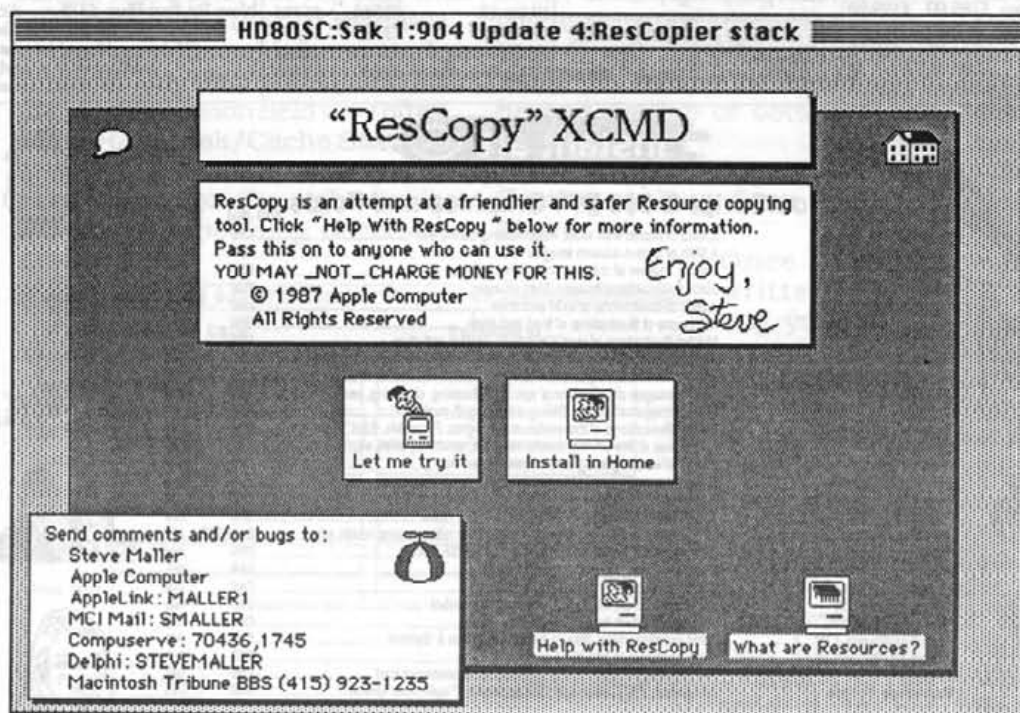 HD80SC:Sak 1:904 Update 4:ResCopier stack
“ResCopy” XCMD
ResCopy is an attempt at a friendlier and safer Resource copying
tool. Click “Help With ResCopy ” below for more information.
Pass this on to anyone who can use it.
YOU MAY _NOT_ CHARGE MONEY FOR THIS.
© 1987 Apple Computer
All Rights Reserved
Enjoy,
Steve
Let me try it
Install in Home
Send comments and/or bugs to:
Steve Maller
Apple Computer
AppleLink: MALLER1
MCI Mail: SMALLER
Compuserve: 70436,1745
Delphi: STEVEMALLER
Macintosh Tribune BBS (415) 923-1235
Help with ResCopy
What are Resources?